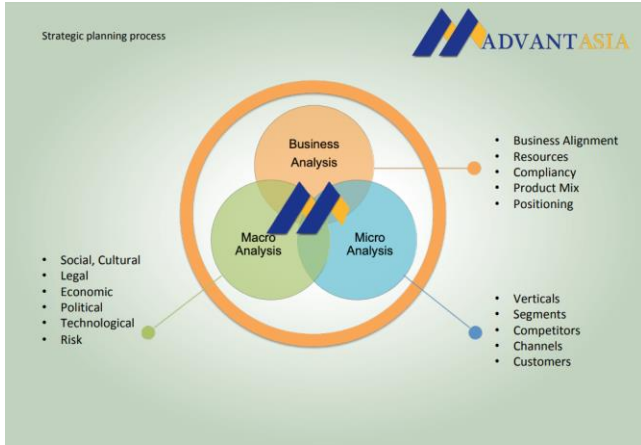 Strategic planning process
ADVANTASIA
Business
Analysis
Macro
Analysis
Micro
Analysis
• Business Alignment
• Resources
• Compliancy
• Product Mix
• Positioning
• Social, Cultural
• Legal
• Economic
• Political
• Technological
• Risk
• Verticals
• Segments
• Competitors
• Channels
• Customers